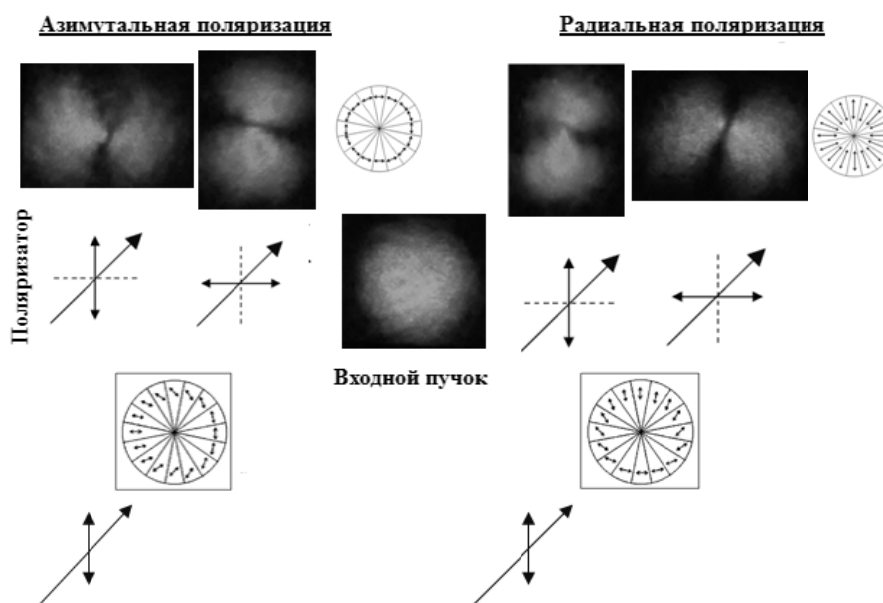 Азимутальная поляризация
Радиальная поляризация
Поляризатор
Входной пучок